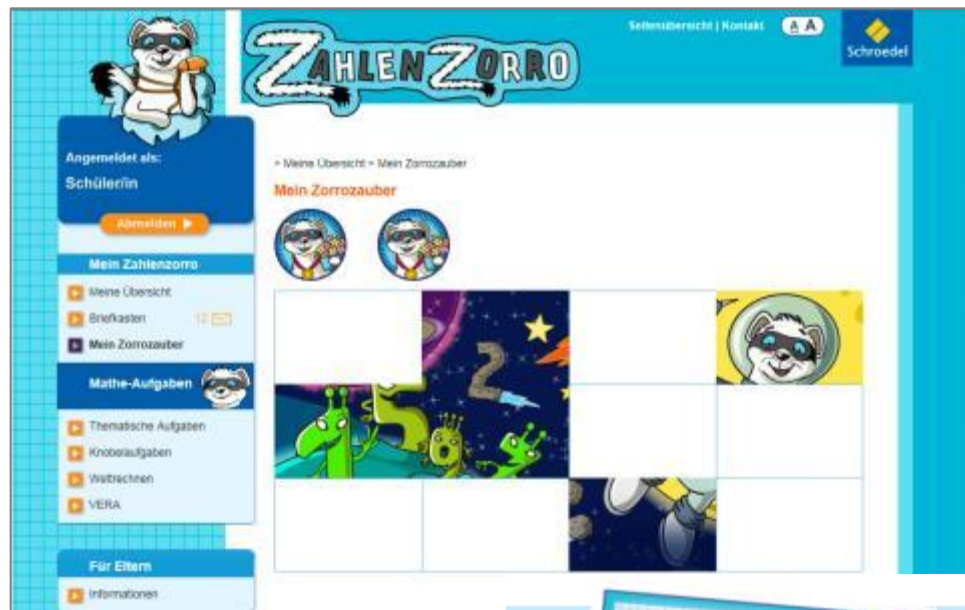 ZAHLENZORRO
Seitenübersicht | Kontakt A A
Schroedel
Angemeldet als:
Schüler/in
Abmelden
Mein Zahlenzorro
Meine Übersicht
Briefkasten 12
Mein Zorrozauber
Mathe-Aufgaben
Thematische Aufgaben
Knobelaufgaben
Wettrechnen
VERA
Für Eltern
Informationen
» Meine Übersicht » Mein Zorrozauber
Mein Zorrozauber
2
5